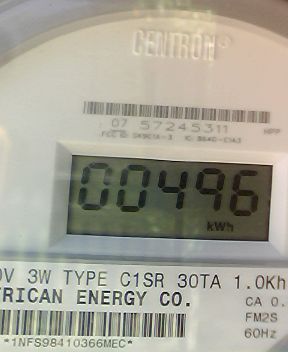 CENTRON®
07 57245311
00496
kWh
0V 3W TYPE C1SR 30TA 1.0Kh
TRICAN ENERGY CO.
CA 0.
FM2S
60Hz
*1NFS98410366MEC*